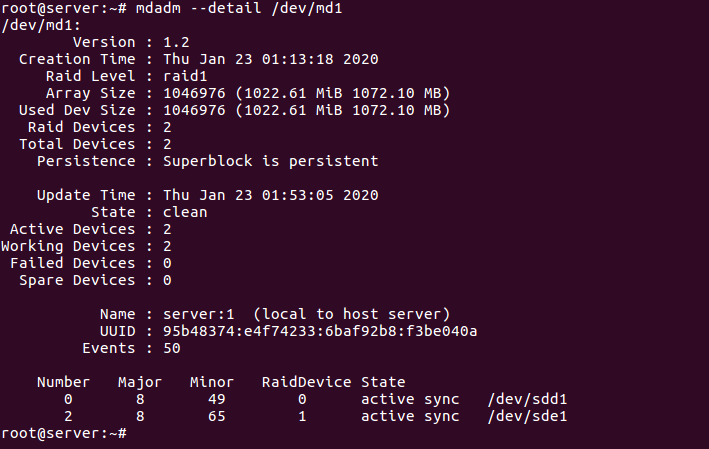 root@server:~# mdadm --detail /dev/md1
/dev/md1:
Version : 1.2
Creation Time : Thu Jan 23 01:13:18 2020
Raid Level : raid1
Array Size : 1046976 (1022.61 MiB 1072.10 MB)
Used Dev Size : 1046976 (1022.61 MiB 1072.10 MB)
Raid Devices : 2
Total Devices : 2
Persistence : Superblock is persistent
Update Time : Thu Jan 23 01:53:05 2020
State : clean
Active Devices : 2
Working Devices : 2
Failed Devices : 0
Spare Devices : 0
Name : server:1  (local to host server)
UUID : 95b48374:e4f74233:6baf92b8:f3be040a
Events : 50
Number   Major   Minor   RaidDevice State
0       8       49        0      active sync   /dev/sdd1
2       8       65        1      active sync   /dev/sde1
root@server:~#